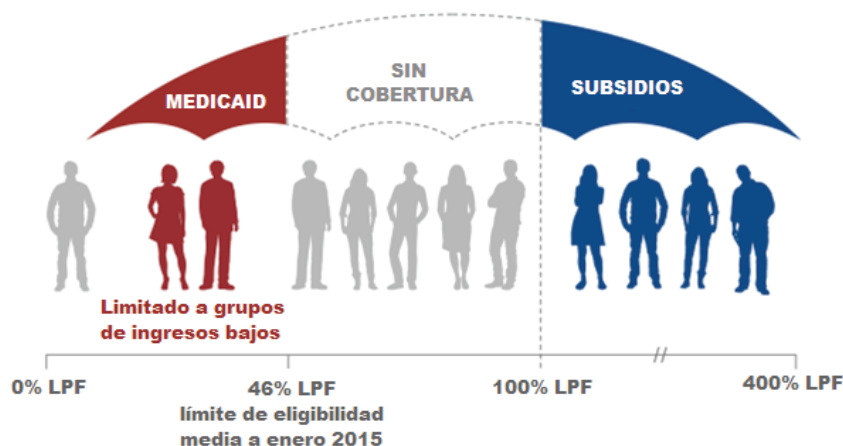 MEDICAID
SIN
COBERTURA
SUBSIDIOS
Limitado a grupos
de ingresos bajos
0% LPF
46% LPF
100% LPF
400% LPF
límite de eligibilidad
media a enero 2015